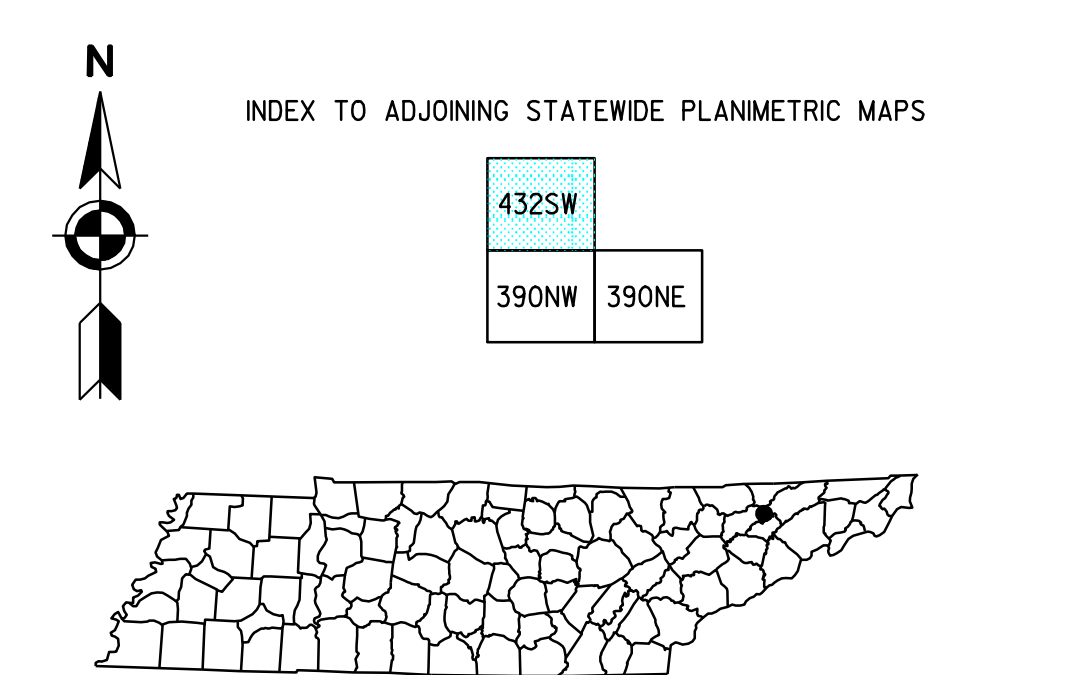 N
INDEX TO ADJOINING STATEWIDE PLANIMETRIC MAPS
432SW
390NW 390NE